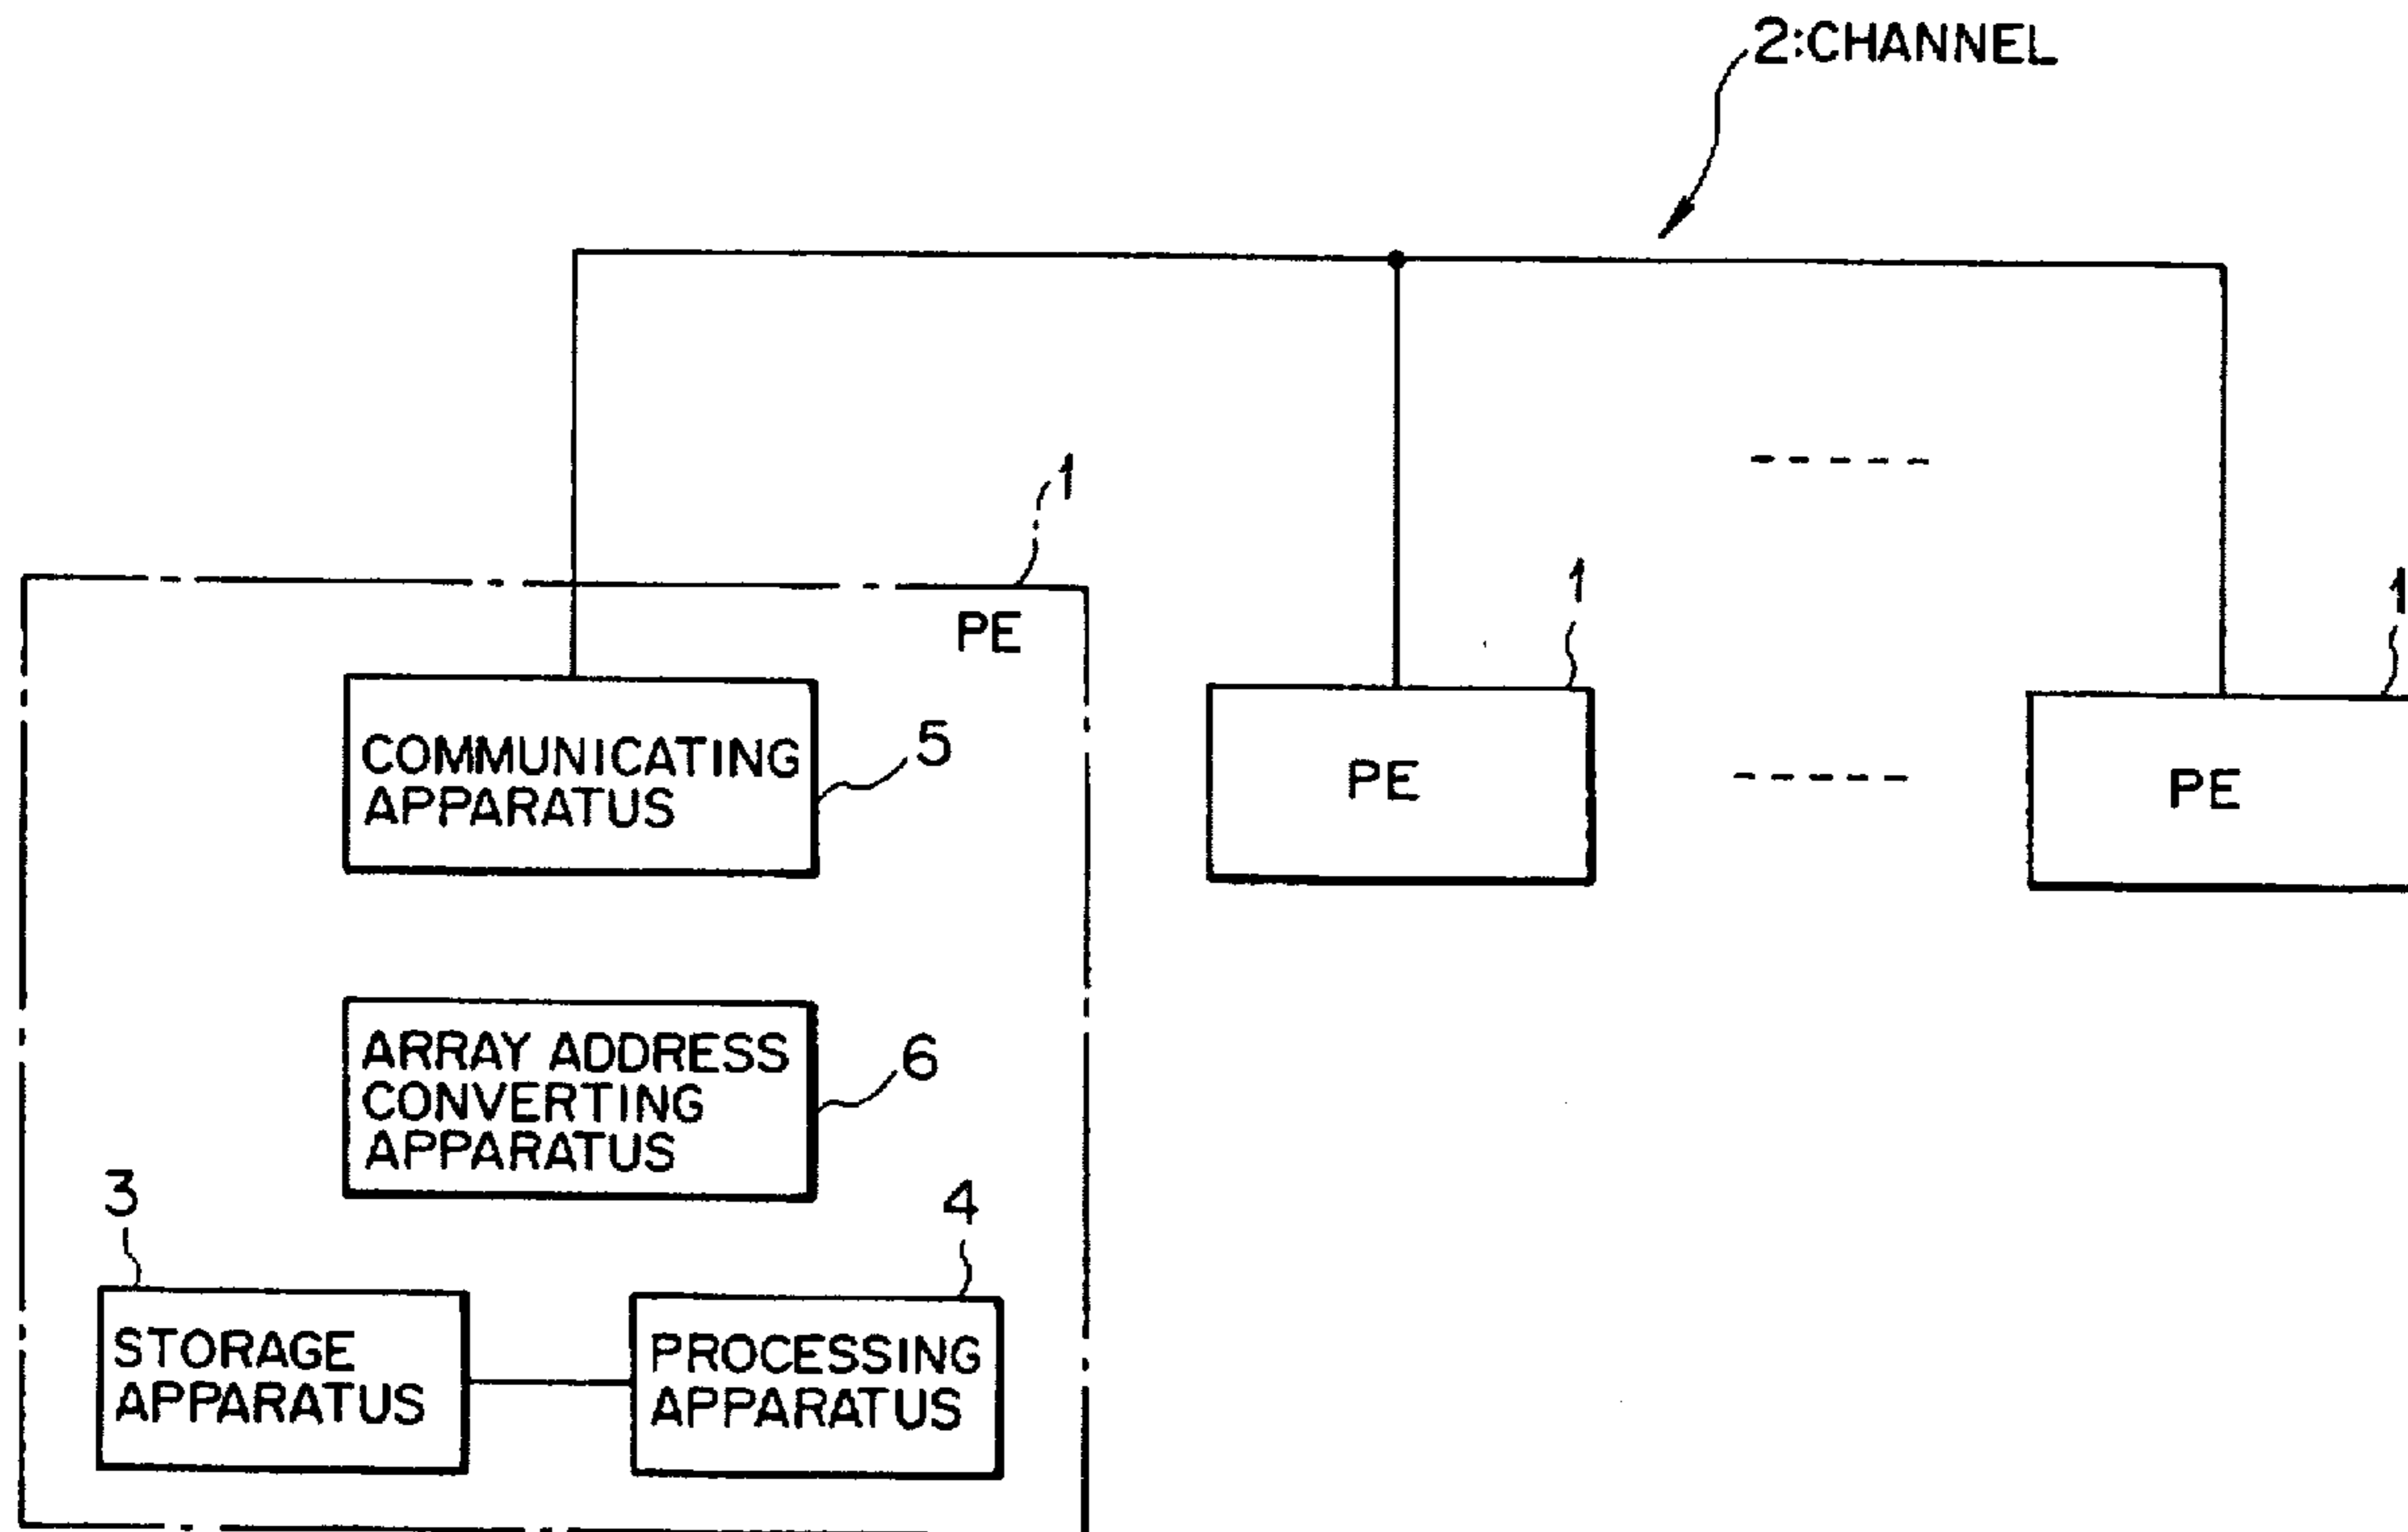 2:CHANNEL
1
PE
1
1
COMMUNICATING
APPARATUS
5
PE
PE
ARRAY ADDRESS
CONVERTING
APPARATUS
6
3
4
STORAGE
APPARATUS
PROCESSING
APPARATUS